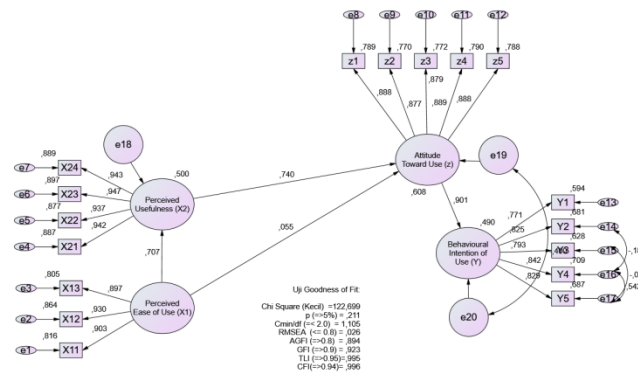 e8 e9 e10 e11 e12
,789 ,770 ,772 ,790 ,788
z1 z2 z3 z4 z5
,888 ,877 ,879 ,889 ,888
e18
e19
Attitude
Toward Use (z)
,608
,889
e7 X24
,897
e6 X23
,877
e5 X22
,887
e4 X21
,943
,947
,937
,942
,500
Perceived
Usefulness (X2)
,740
,055
,707
,901
,805
e3 X13
,864
e2 X12
,816
e1 X11
,897
,930
,903
Perceived
Ease of Use (X1)
,490
Behavioural
Intention of
Use (Y)
,771
,825
,793
,842
,829
,594
Y1 e13
,681
Y2 e14
,628
e15
,709
Y4 e16
,687
Y5 e17
,542
e20
Uji Goodness of Fit:
Chi Square (Kecil) =122,699
p (=>5%) = ,211
Cmin/df (=< 2.0) = 1,105
RMSEA (<= 0.8) = ,026
AGFI (=>0.8) = ,894
GFI (=>0.9) = ,923
TLI (=>0.95)=,995
CFI(=>0.94)= ,996